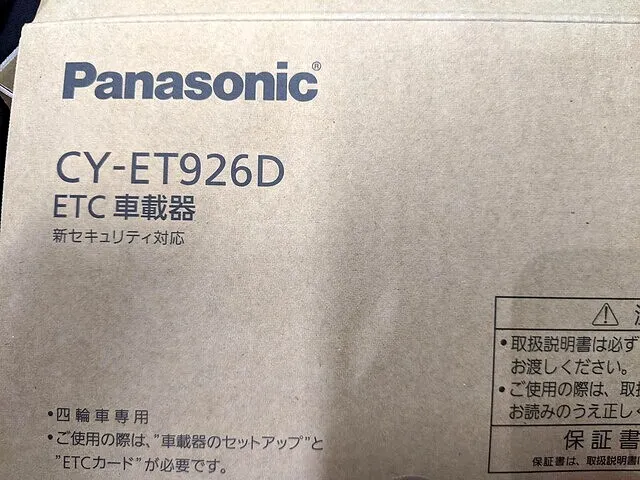 Panasonic®
CY-ET926D
ETC 車載器
新セキュリティ対応
⚠ 
•取扱説明書は必ず
お渡しください。
•ご使用の際は、取
お読みのうえ正し
保証書
保証書は、取扱説明書
•四輪車専用
•ご使用の際は、"車載器のセットアップ"と
"ETCカード"が必要です。